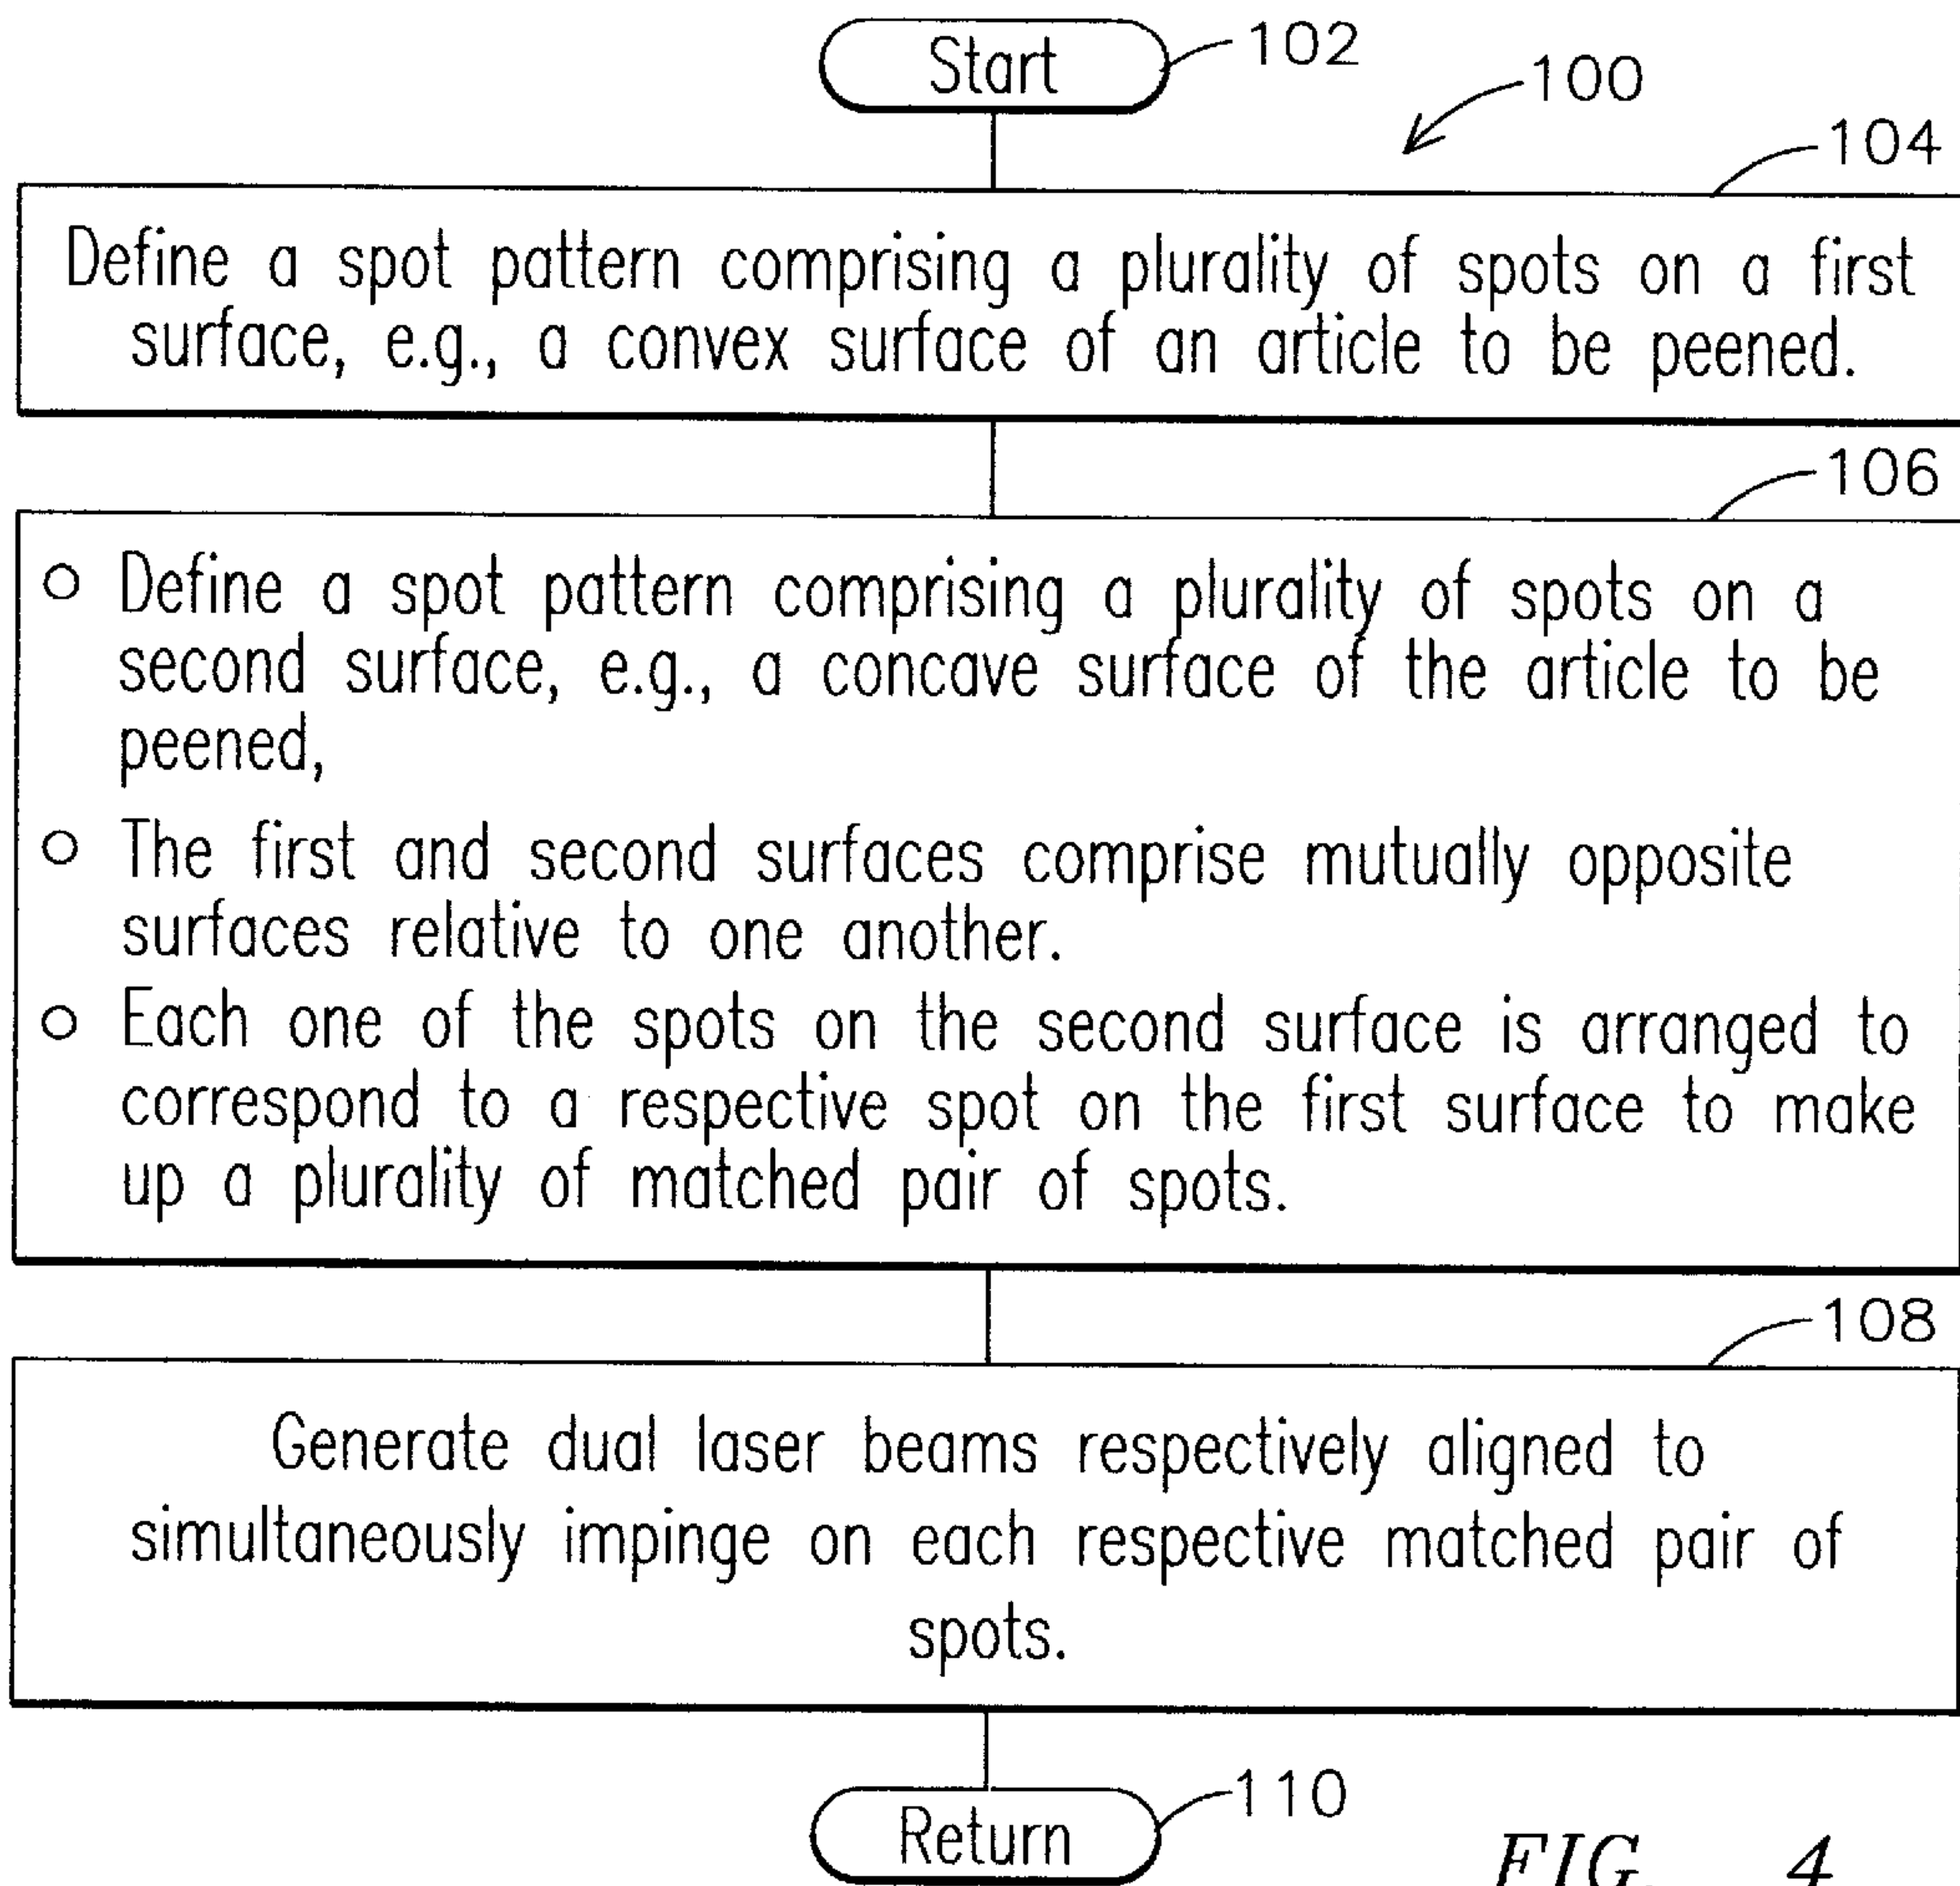 Start
102
100
104
Define a spot pattern comprising a plurality of spots on a first
surface, e.g., a convex surface of an article to be peened.
106
○ Define a spot pattern comprising a plurality of spots on a
second surface, e.g., a concave surface of the article to be
peened,
○ The first and second surfaces comprise mutually opposite
surfaces relative to one another.
○ Each one of the spots on the second surface is arranged to
correspond to a respective spot on the first surface to make
up a plurality of matched pair of spots.
108
Generate dual laser beams respectively aligned to
simultaneously impinge on each respective matched pair of
spots.
Return
110
FIG. 4